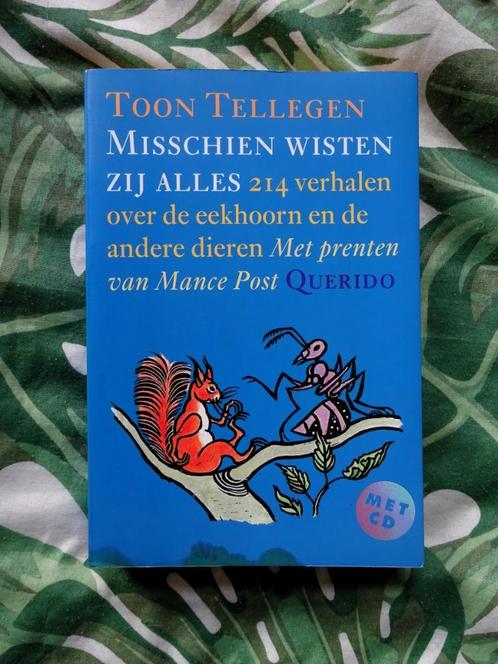 TOON TELLEGEN
MISSCHIEN WISTEN
ZIJ ALLES 214 verhalen
over de eekhoorn en de
andere dieren Met prenten
van Mance Post QUERIDO
MET
CD